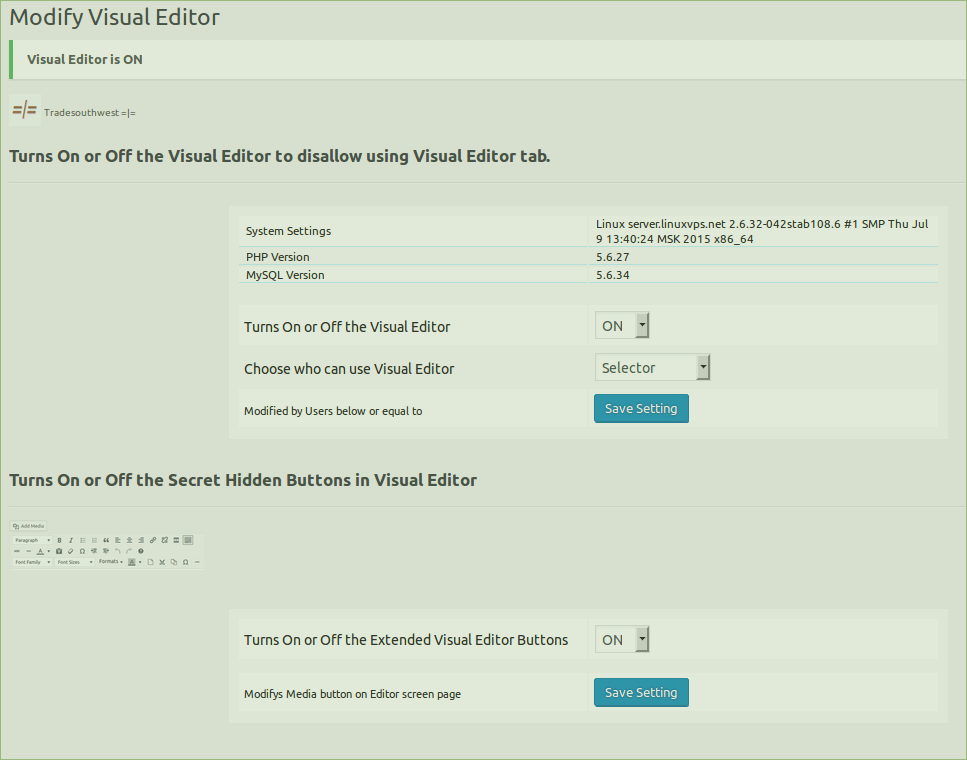 Modify Visual Editor
Visual Editor is ON
=/= Tradesouthwest =|=
Turns On or Off the Visual Editor to disallow using Visual Editor tab.
System Settings
Linux server.linuxvps.net 2.6.32-042stab108.6 #1 SMP Thu Jul
9 13:40:24 MSK 2015 x86_64
PHP Version 5.6.27
MySQL Version 5.6.34
Turns On or Off the Visual Editor ON
Choose who can use Visual Editor Selector
Modified by Users below or equal to Save Setting
Turns On or Off the Secret Hidden Buttons in Visual Editor
Add Media
Paragraph B I
A Ω
Font Family Font Sizes Formats A Ω
Turns On or Off the Extended Visual Editor Buttons ON
Modifys Media button on Editor screen page Save Setting